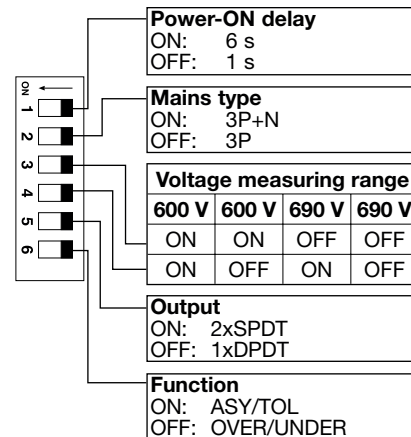 Power-ON delay
ON: 6 s
OFF: 1 s
ON
1
2
3
4
5
6
Mains type
ON: 3P+N
OFF: 3P
Voltage measuring range
600 V 600 V 690 V 690 V
ON ON OFF OFF
ON OFF ON OFF
Output
ON: 2xSPDT
OFF: 1xDPDT
Function
ON: ASY/TOL
OFF: OVER/UNDER